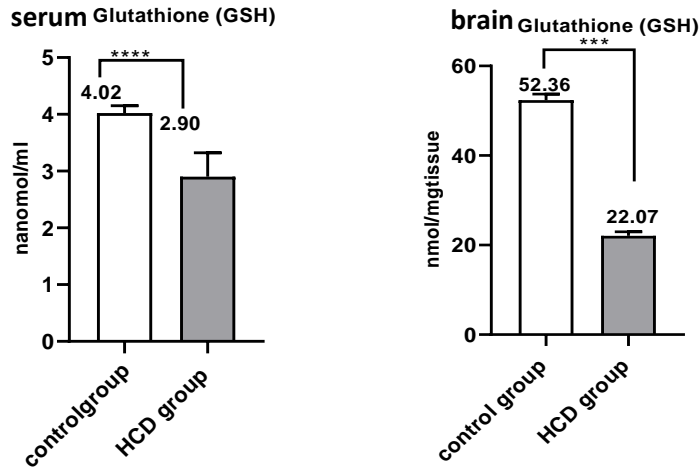 serum Glutathione (GSH)
5
4
3
2
1
0
nanomol/ml
****
4.02
2.90
controlgroup
HCD group
brain Glutathione (GSH)
60
40
20
0
nmol/mgtissue
***
52.36
22.07
control group
HCD group